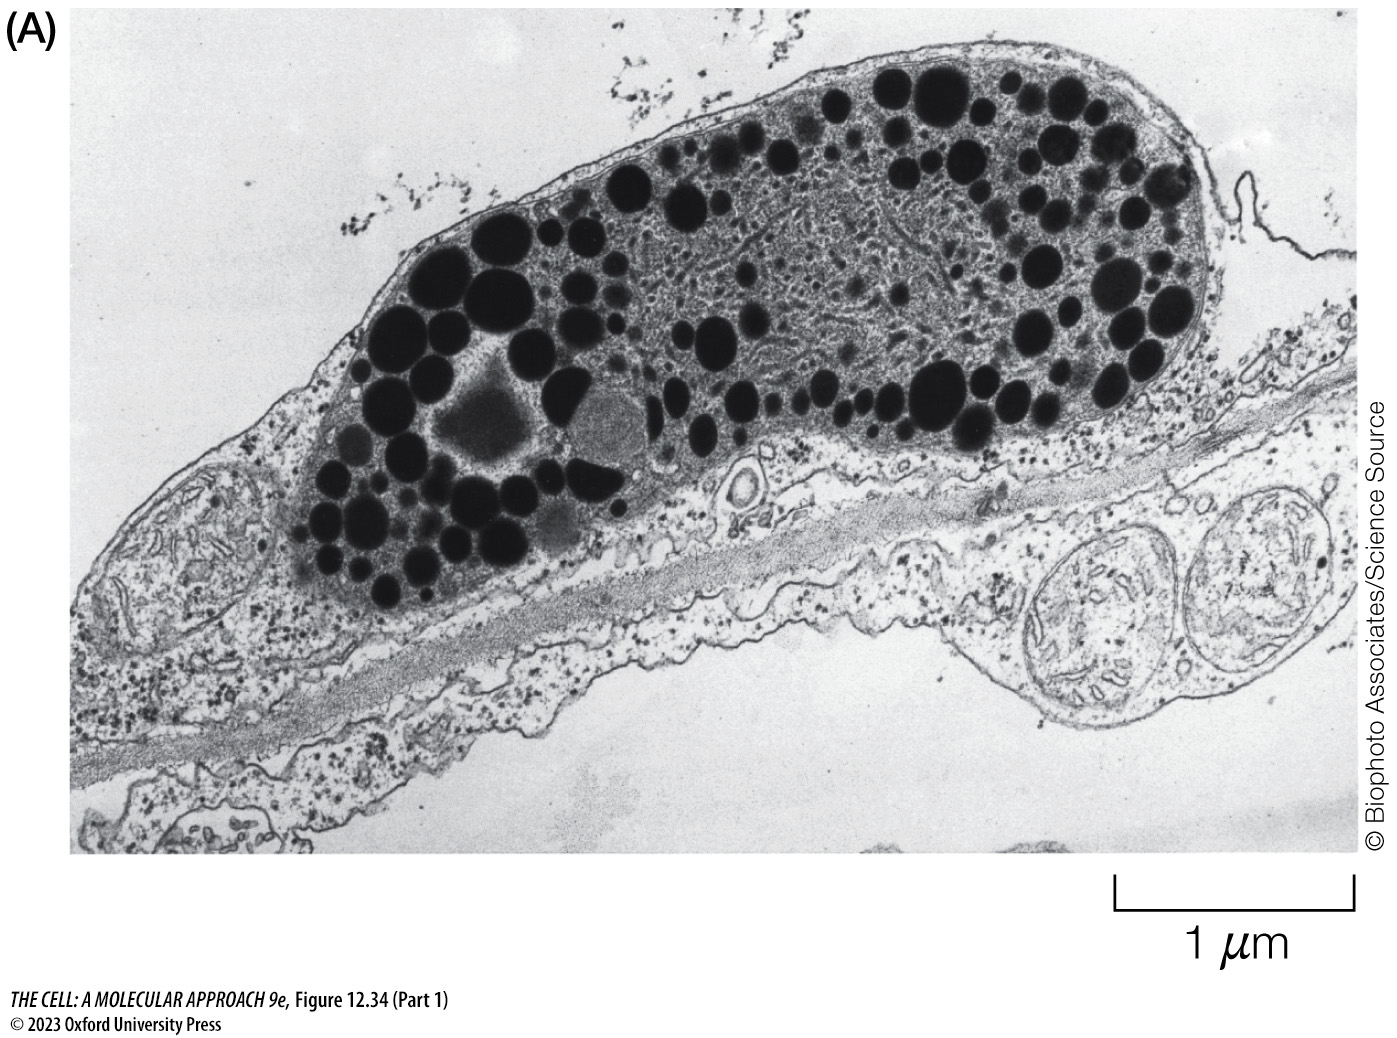 (A)
© Biophoto Associates/Science Source
1 μm
THE CELL: A MOLECULAR APPROACH 9e, Figure 12.34 (Part 1)
© 2023 Oxford University Press